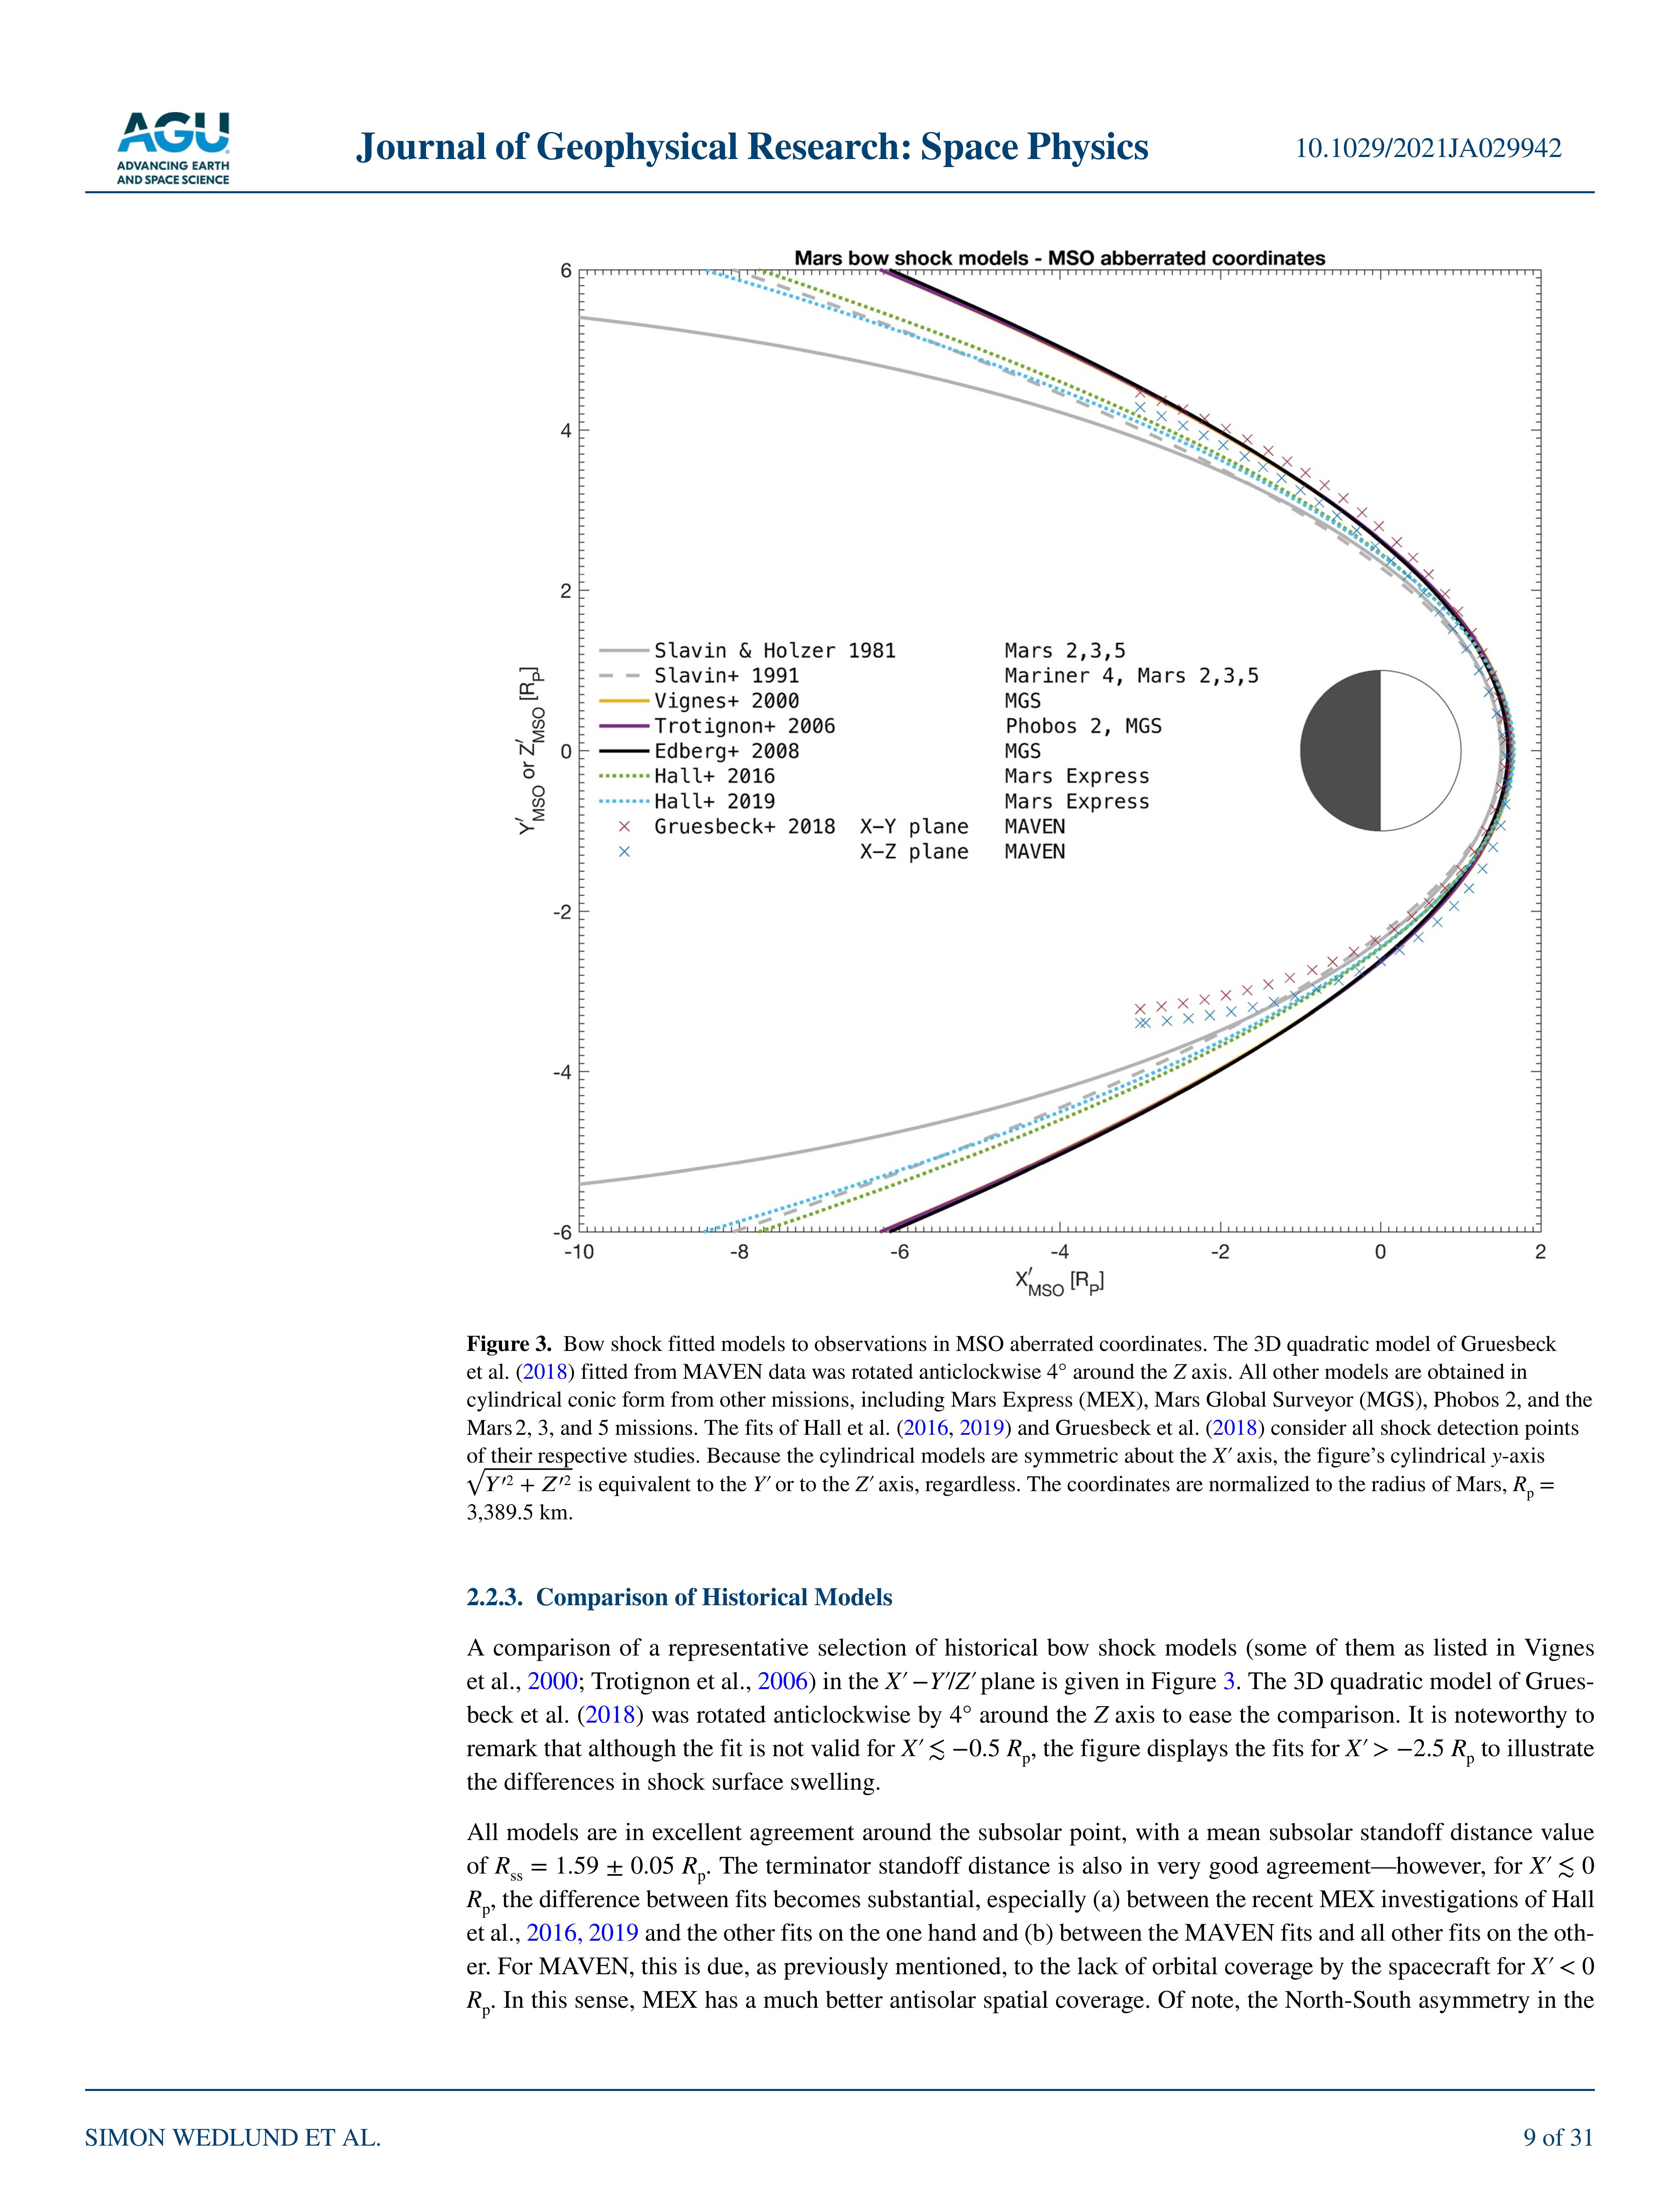 AGU
ADVANCING EARTH
AND SPACE SCIENCE
Journal of Geophysical Research: Space Physics
10.1029/2021JA029942
Mars bow shock models - MSO abberrated coordinates
6
4
2
0
-2
-4
-6
Y′MSO or Z′MSO [RP]
Slavin & Holzer 1981 Mars 2,3,5
Slavin+ 1991 Mariner 4, Mars 2,3,5
Vignes+ 2000 MGS
Trotignon+ 2006 Phobos 2, MGS
Edberg+ 2008 MGS
Hall+ 2016 Mars Express
Hall+ 2019 Mars Express
Gruesbeck+ 2018 X-Y plane MAVEN
X-Z plane MAVEN
-10 -8 -6 -4 -2 0 2
X′MSO [RP]
Figure 3. Bow shock fitted models to observations in MSO aberrated coordinates. The 3D quadratic model of Gruesbeck
et al. (2018) fitted from MAVEN data was rotated anticlockwise 4° around the Z axis. All other models are obtained in
cylindrical conic form from other missions, including Mars Express (MEX), Mars Global Surveyor (MGS), Phobos 2, and the
Mars 2, 3, and 5 missions. The fits of Hall et al. (2016, 2019) and Gruesbeck et al. (2018) consider all shock detection points
of their respective studies. Because the cylindrical models are symmetric about the X′ axis, the figure's cylindrical y-axis
√Y′2 + Z′2 is equivalent to the Y′ or to the Z′ axis, regardless. The coordinates are normalized to the radius of Mars, Rp =
3,389.5 km.
2.2.3. Comparison of Historical Models
A comparison of a representative selection of historical bow shock models (some of them as listed in Vignes
et al., 2000; Trotignon et al., 2006) in the X′ –Y′/Z′ plane is given in Figure 3. The 3D quadratic model of Grues-
beck et al. (2018) was rotated anticlockwise by 4° around the Z axis to ease the comparison. It is noteworthy to
remark that although the fit is not valid for X′ ≲ −0.5 Rp, the figure displays the fits for X′ > −2.5 Rp to illustrate
the differences in shock surface swelling.
All models are in excellent agreement around the subsolar point, with a mean subsolar standoff distance value
of Rss = 1.59 ± 0.05 Rp. The terminator standoff distance is also in very good agreement—however, for X′ ≲ 0
Rp, the difference between fits becomes substantial, especially (a) between the recent MEX investigations of Hall
et al., 2016, 2019 and the other fits on the one hand and (b) between the MAVEN fits and all other fits on the oth-
er. For MAVEN, this is due, as previously mentioned, to the lack of orbital coverage by the spacecraft for X′ < 0
Rp. In this sense, MEX has a much better antisolar spatial coverage. Of note, the North-South asymmetry in the
SIMON WEDLUND ET AL.
9 of 31